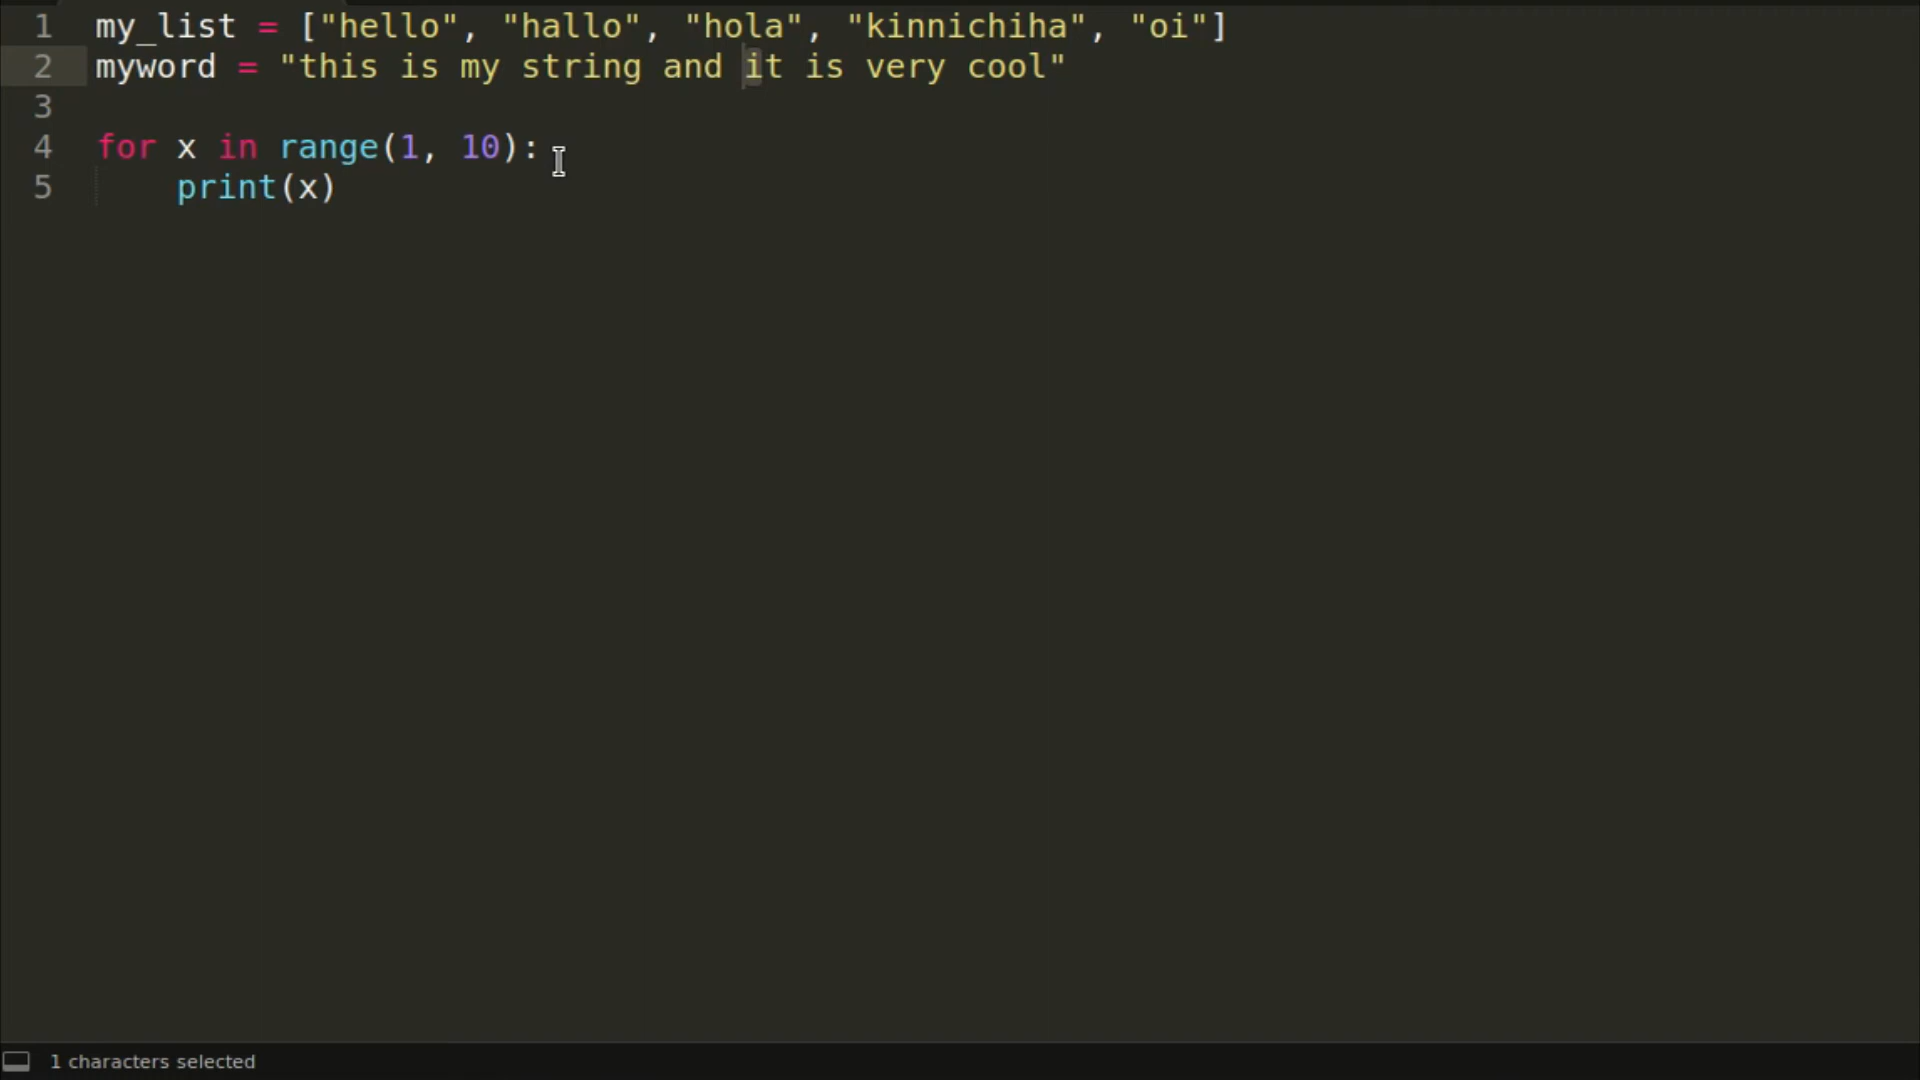 1 my_list = ["hello", "hallo", "hola", "kinnichiha", "oi"]
2 myword = "this is my string and it is very cool"
3
4 for x in range(1, 10):
5     print(x)
1 characters selected